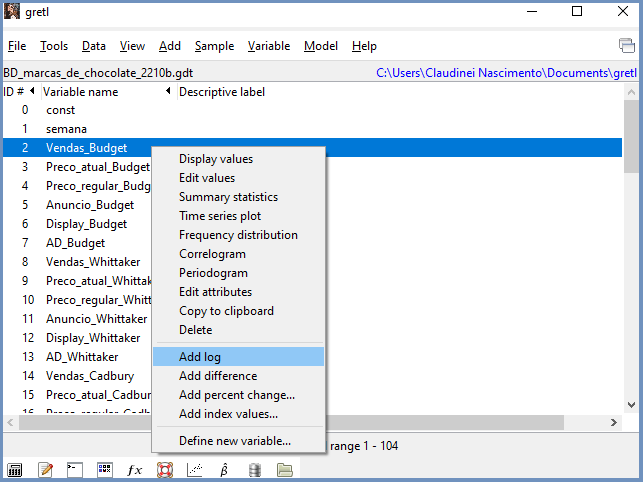 gretl
File Tools Data View Add Sample Variable Model Help
BD_marcas_de_chocolate_2210b.gdt C:\Users\Claudinei Nascimento\Documents\gretl
ID # Variable name Descriptive label
0 const
1 semana
2 Vendas_Budget
3 Preco_atual_Budget
4 Preco_regular_Budg
5 Anuncio_Budget
6 Display_Budget
7 AD_Budget
8 Vendas_Whittaker
9 Preco_atual_Whittak
10 Preco_regular_Whitt
11 Anuncio_Whittaker
12 Display_Whittaker
13 AD_Whittaker
14 Vendas_Cadbury
15 Preco_atual_Cadbur
16 Preco_regular_Cadb
Display values
Edit values
Summary statistics
Time series plot
Frequency distribution
Correlogram
Periodogram
Edit attributes
Copy to clipboard
Delete
Add log
Add difference
Add percent change...
Add index values...
Define new variable...
range 1 - 104
fx
β̂